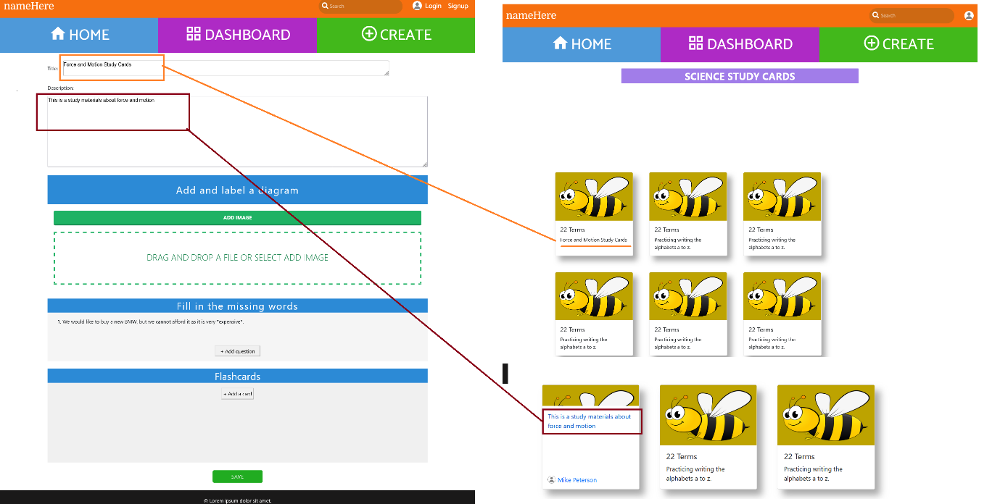 nameHere
Search
Login Signup
HOME
DASHBOARD
CREATE
Title:
Force and Motion Study Cards
Description:
This is a study materials about force and motion
Add and label a diagram
ADD IMAGE
DRAG AND DROP A FILE OR SELECT ADD IMAGE
Fill in the missing words
1. We would like to buy a new BMW, but we cannot afford it as it is very "expensive".
+ Add question
Flashcards
+ Add a card
SAVE
© Lorem ipsum dolor sit amet.
nameHere
Search
HOME
DASHBOARD
CREATE
SCIENCE STUDY CARDS
22 Terms
Force and Motion Study Cards
22 Terms
Practicing writing the
alphabets a to z.
22 Terms
Practicing writing the
alphabets a to z.
22 Terms
Practicing writing the
alphabets a to z.
22 Terms
Practicing writing the
alphabets a to z.
22 Terms
Practicing writing the
alphabets a to z.
This is a study materials about
force and motion
Mike Peterson
22 Terms
Practicing writing the
alphabets a to z.
22 Terms
Practicing writing the
alphabets a to z.